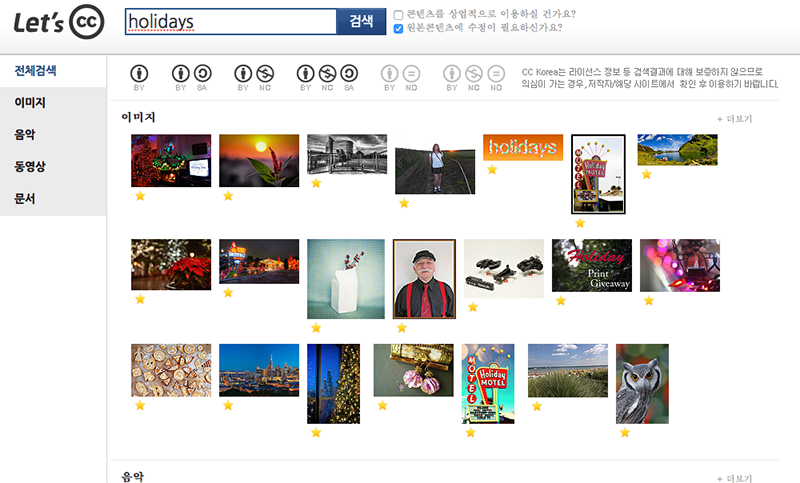 Let's CC
holidays
검색
콘텐츠를 상업적으로 이용하실 건가요?
원본콘텐츠에 수정이 필요하신가요?
전체검색
이미지
음악
동영상
문서
BY
BY SA
BY NC
BY NC SA
BY ND
BY NC ND
CC Korea는 라이선스 정보 등 검색결과에 대해 보증하지 않으므로
의심이 가는 경우, 저작자/해당 사이트에서 확인 후 이용하기 바랍니다.
이미지
+ 더보기
holidays
MOTEL
Holiday
MOTEL
Holiday
Print
Giveaway
MOTEL
Holiday
MOTEL
음악
+ 더보기